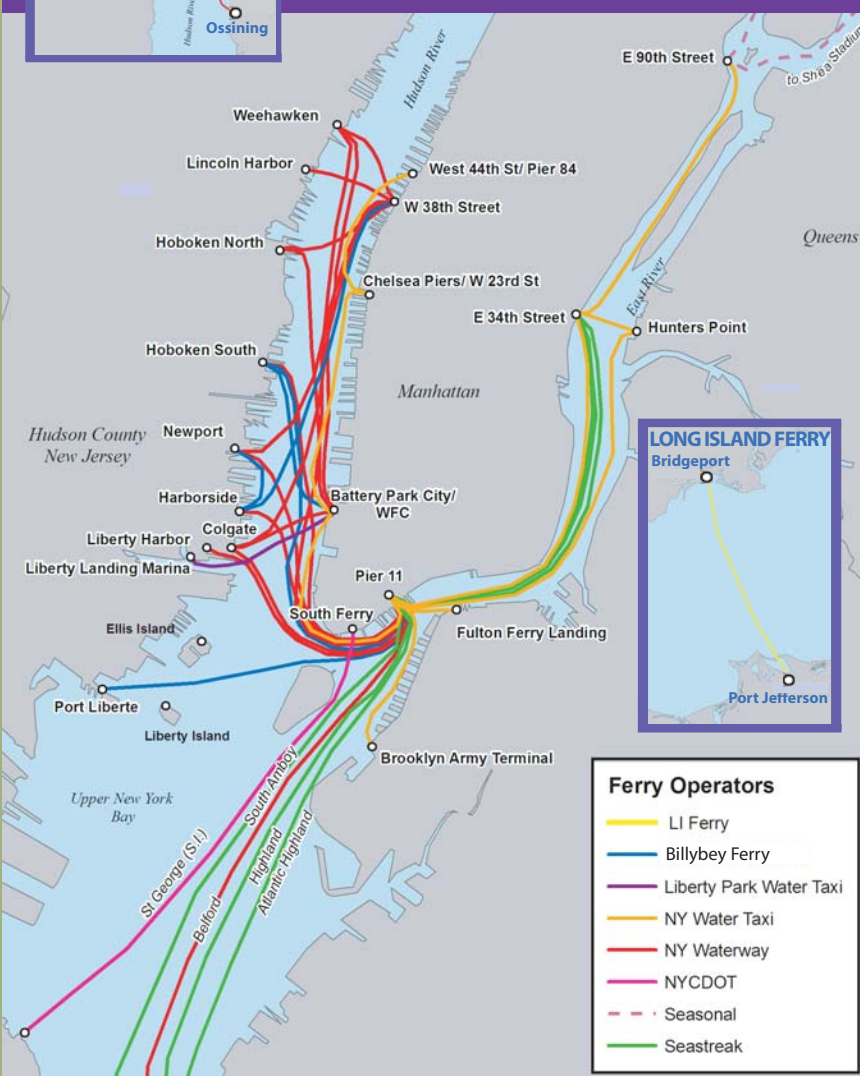 Hudson River
Ossining
E 90th Street
to Shea Stadium
Hudson River
Weehawken
Lincoln Harbor
West 44th St/ Pier 84
W 38th Street
Hoboken North
Queens
Chelsea Piers/ W 23rd St
East River
E 34th Street
Hunters Point
Hoboken South
Manhattan
Hudson County
New Jersey
Newport
LONG ISLAND FERRY
Bridgeport
Harborside
Battery Park City/
WFC
Colgate
Liberty Harbor
Liberty Landing Marina
Pier 11
South Ferry
Ellis Island
Fulton Ferry Landing
Port Liberte
Liberty Island
Port Jefferson
Brooklyn Army Terminal
Upper New York
Bay
South Amboy
St George (S.I.)
Highland
Atlantic Highland
Belford
Ferry Operators
LI Ferry
Billybey Ferry
Liberty Park Water Taxi
NY Water Taxi
NY Waterway
NYCDOT
Seasonal
Seastreak